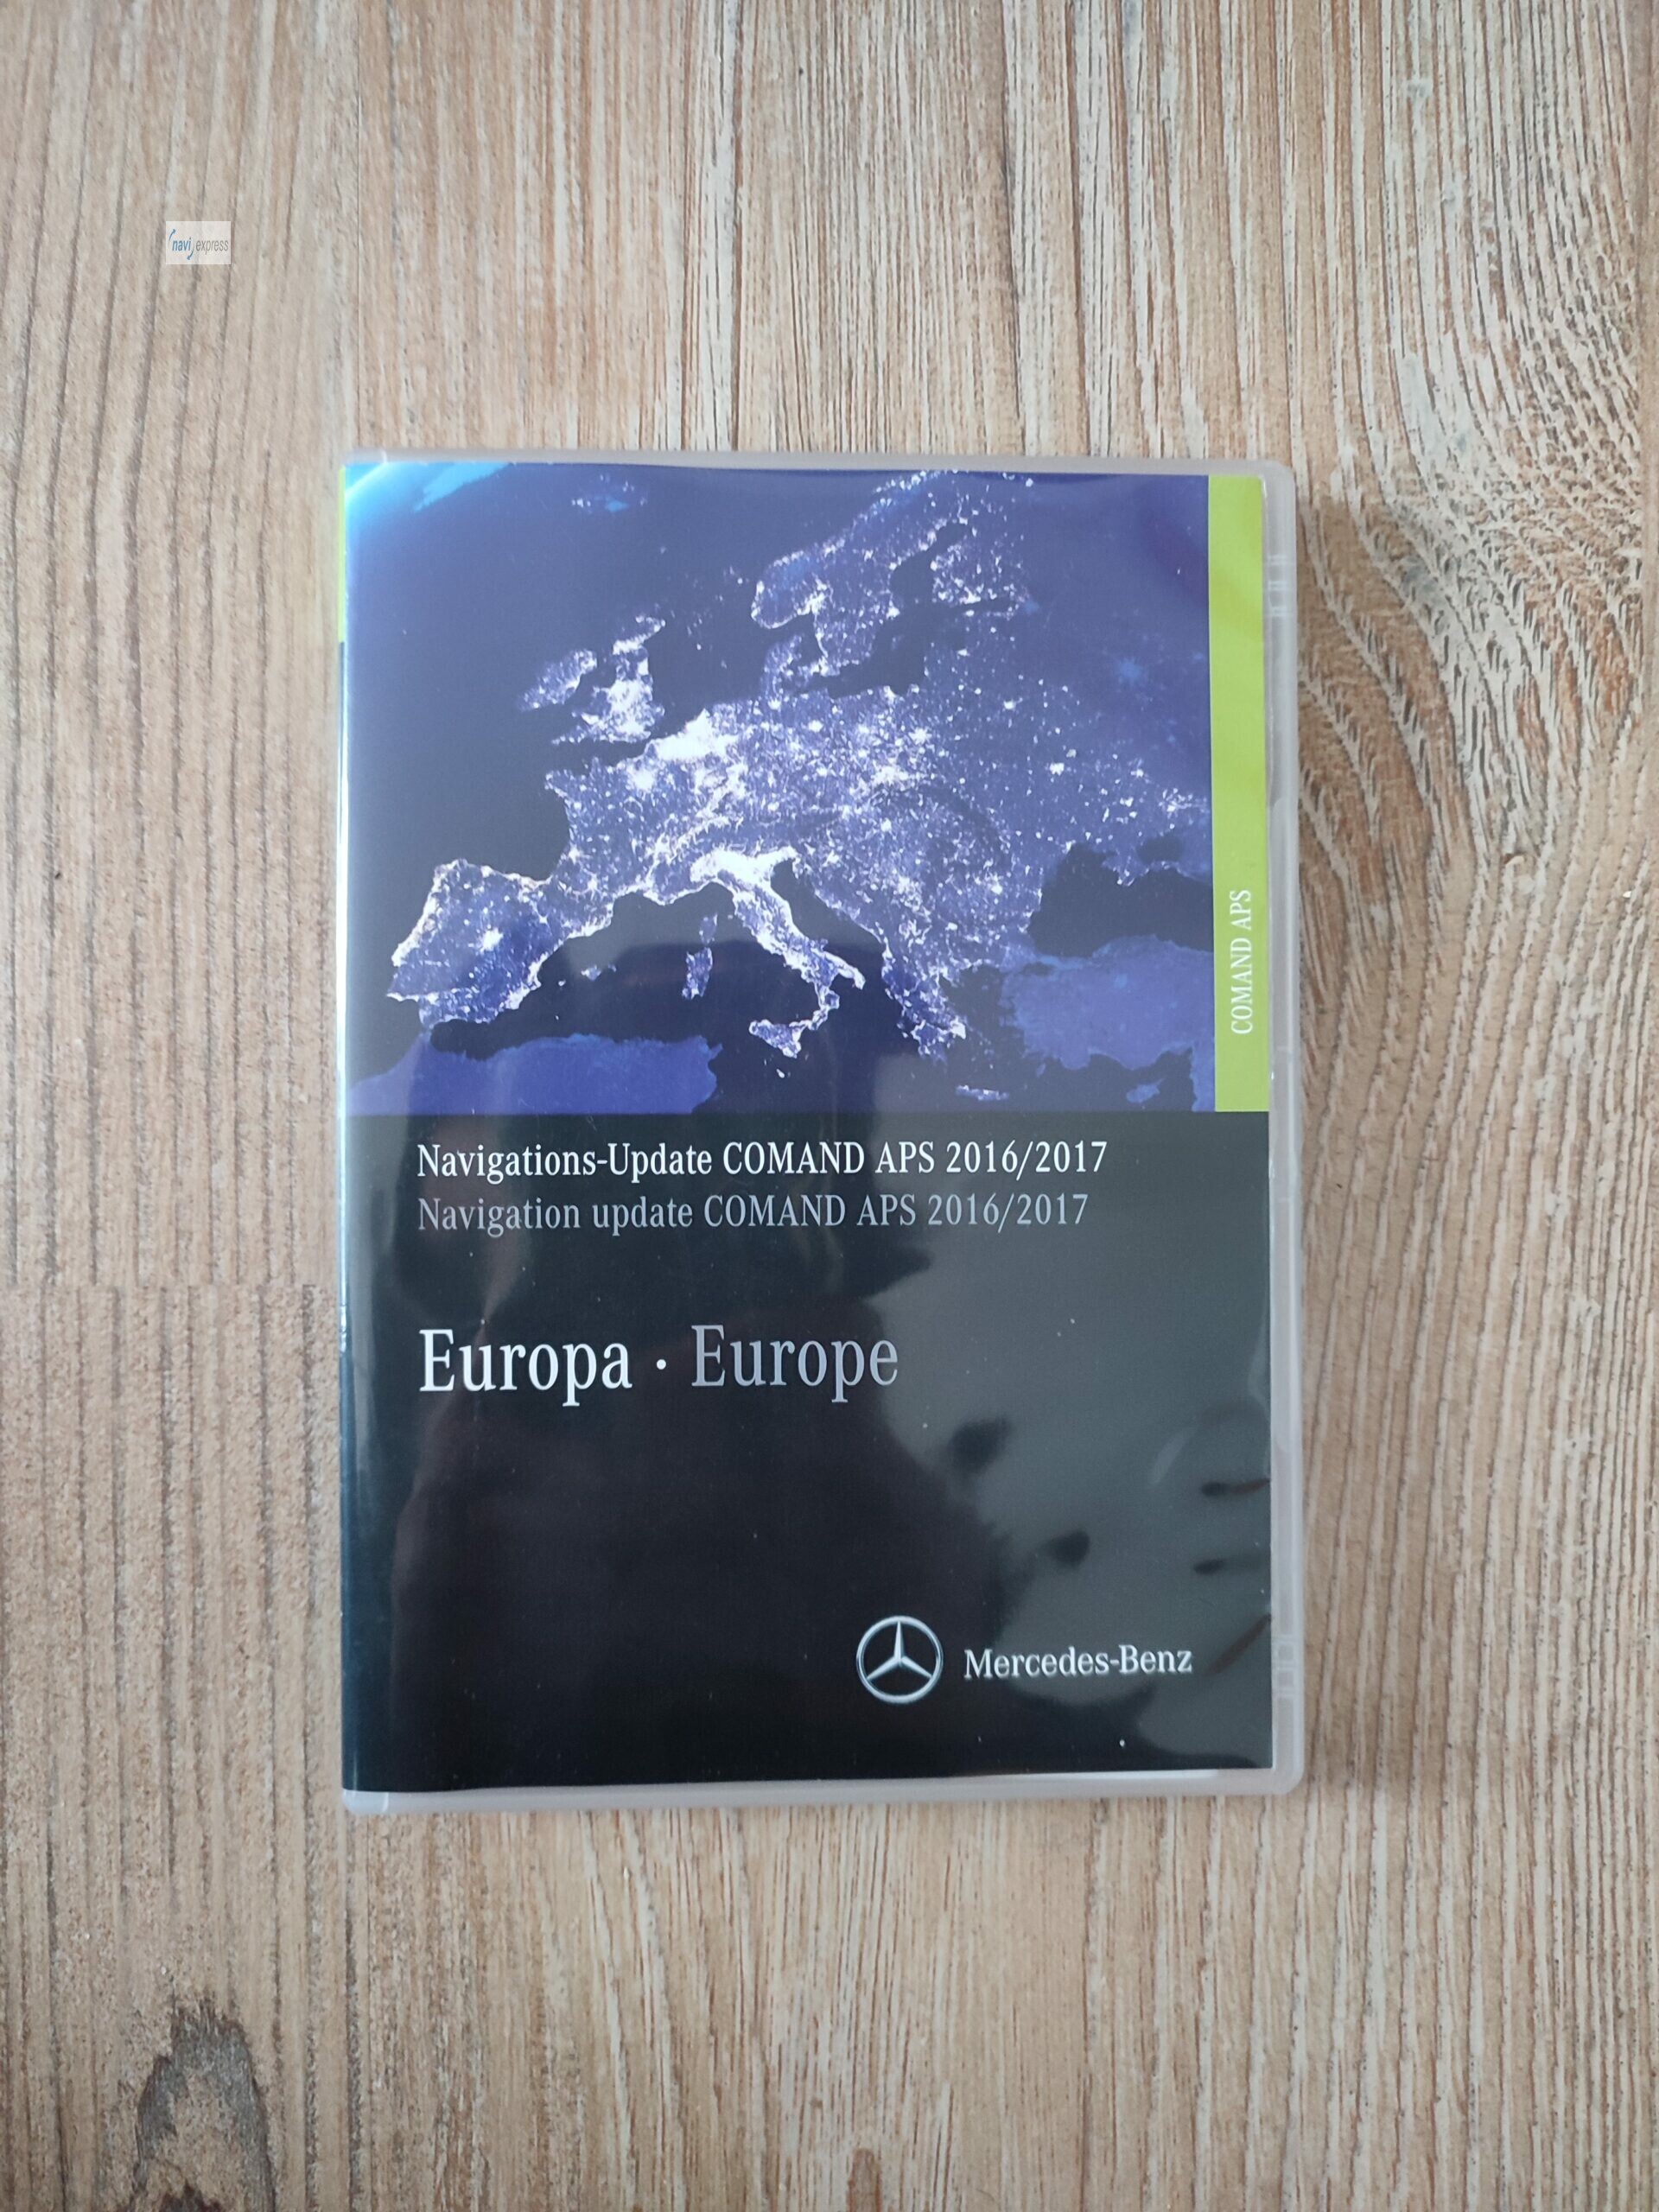 navi express
COMAND APS
Navigations-Update COMAND APS 2016/2017
Navigation update COMAND APS 2016/2017
Europa · Europe
Mercedes-Benz